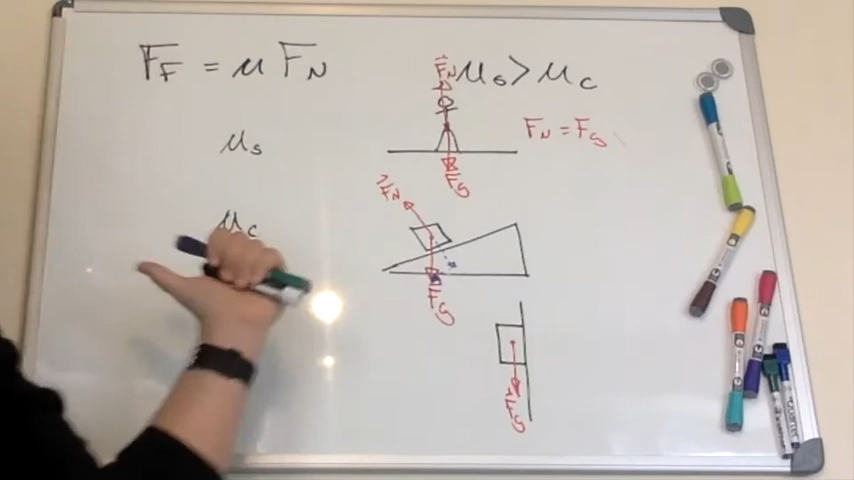 F_F = μ F_N
μ_s > μ_c
μ_s
μ_c
F_N
F_N = F_g
F_g
F_N
F_g
F_g